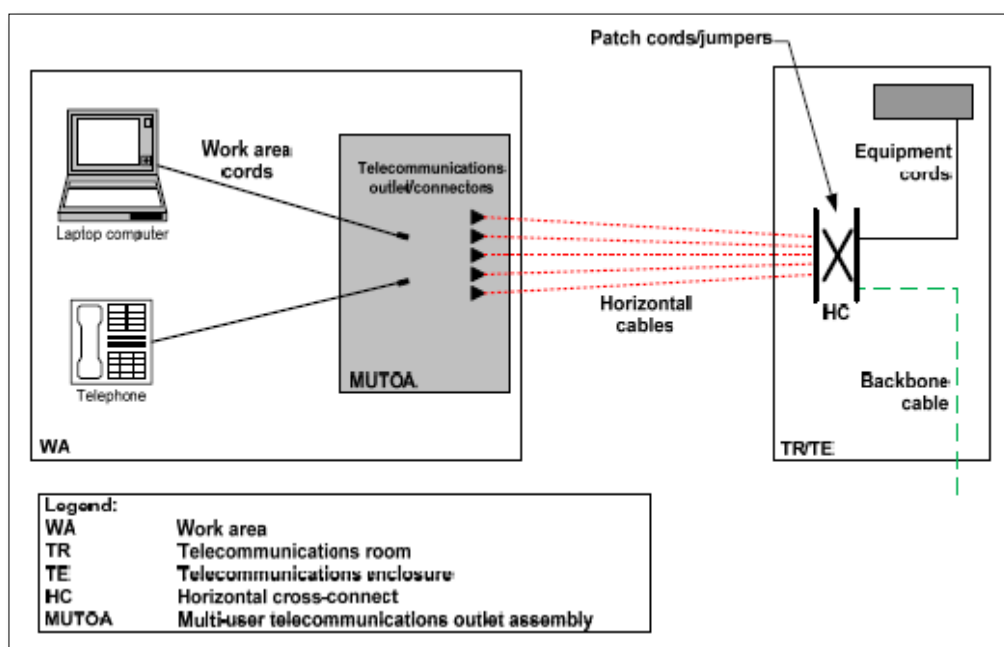 Patch cords/jumpers
Work area
cords
Telecommunications
outlet/connectors
Equipment
cords
Laptop computer
HC
Horizontal
cables
MUTOA
Telephone
Backbone
cable
WA
TR/TE
Legend:
WA Work area
TR Telecommunications room
TE Telecommunications enclosure
HC Horizontal cross-connect
MUTOA Multi-user telecommunications outlet assembly